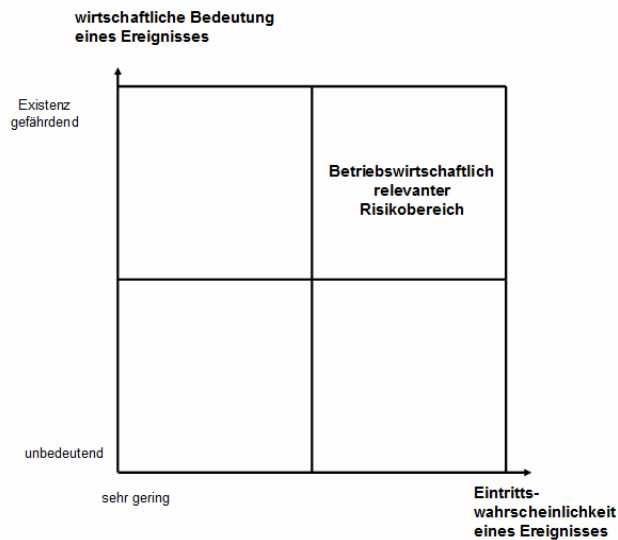 wirtschaftliche Bedeutung
eines Ereignisses
Existenz
gefährdend
Betriebswirtschaftlich
relevanter
Risikobereich
unbedeutend
sehr gering
Eintritts-
wahrscheinlichkeit
eines Ereignisses